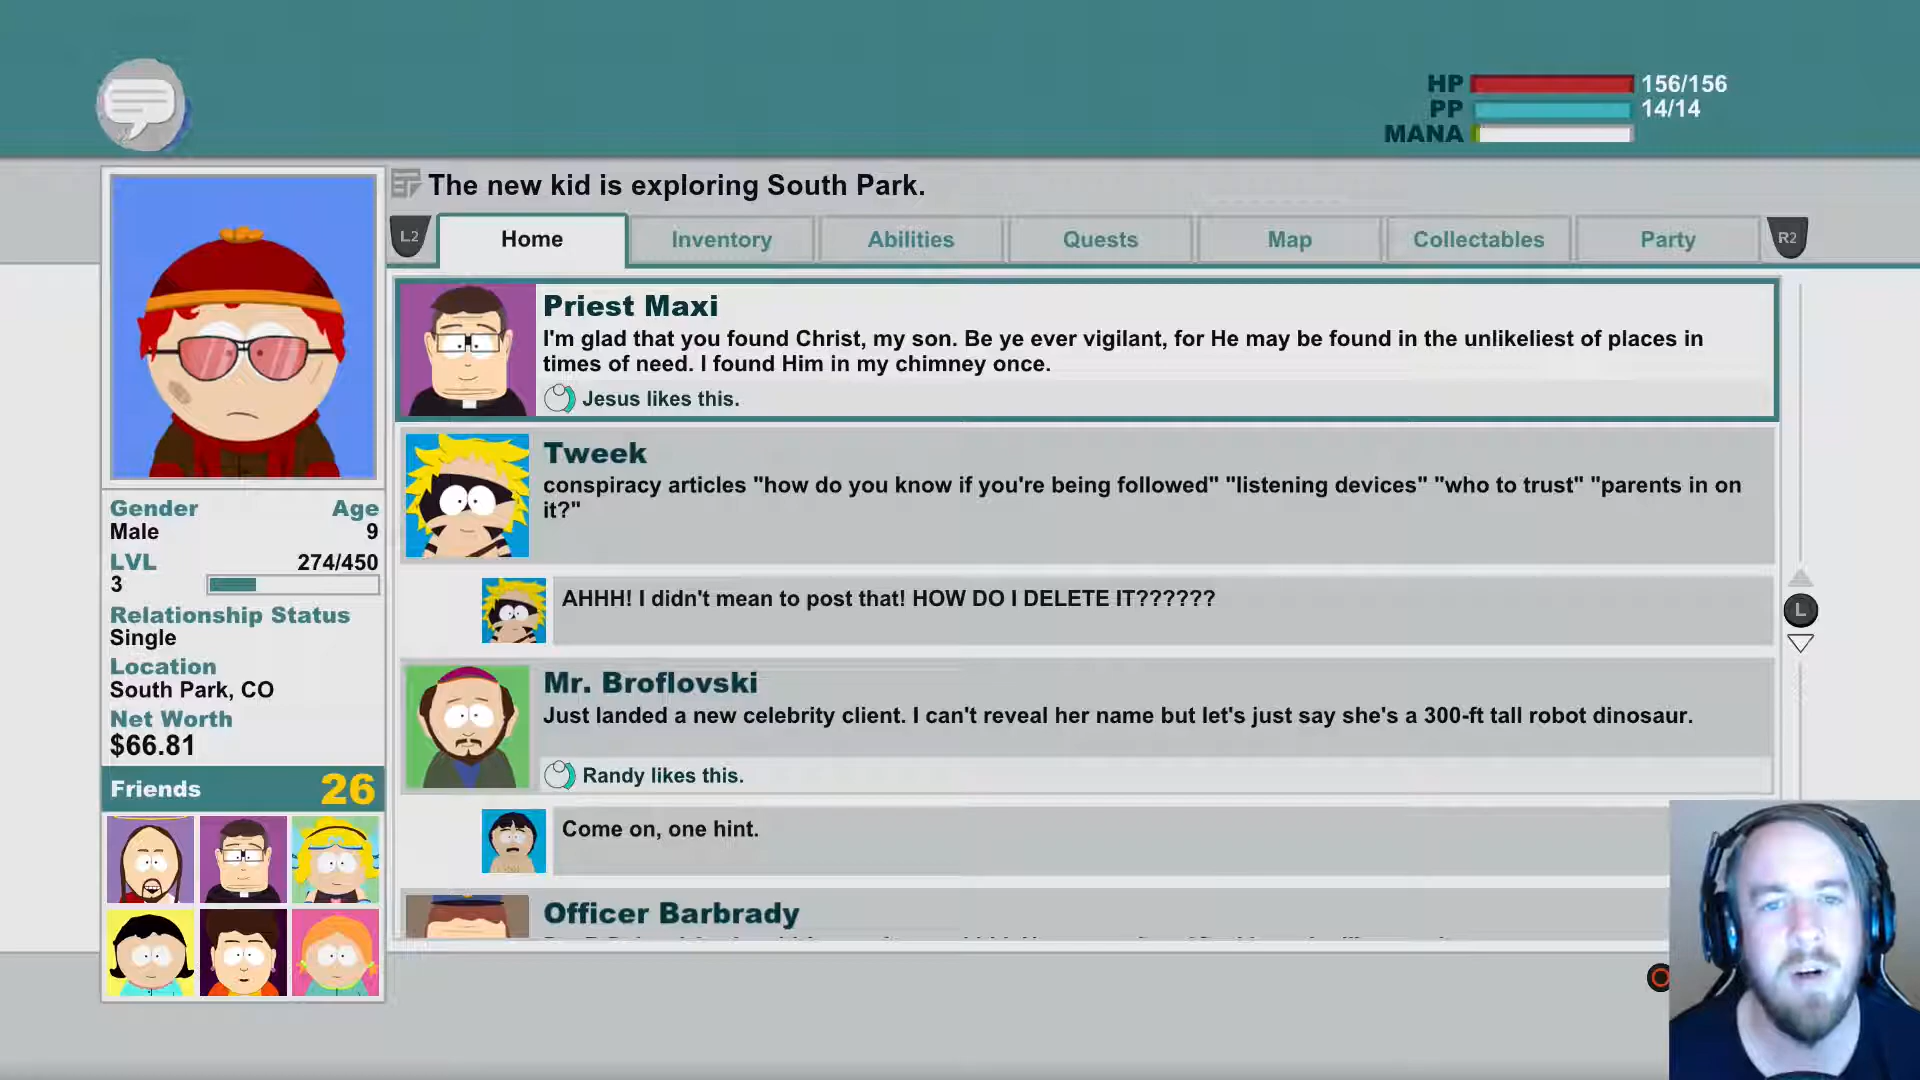 HP 156/156
PP 14/14
MANA
The new kid is exploring South Park.
L2 Home Inventory Abilities Quests Map Collectables Party R2
Priest Maxi
I'm glad that you found Christ, my son. Be ye ever vigilant, for He may be found in the unlikeliest of places in
times of need. I found Him in my chimney once.
Jesus likes this.
Tweek
conspiracy articles "how do you know if you're being followed" "listening devices" "who to trust" "parents in on
it?"
AHHH! I didn't mean to post that! HOW DO I DELETE IT??????
Mr. Broflovski
Just landed a new celebrity client. I can't reveal her name but let's just say she's a 300-ft tall robot dinosaur.
Randy likes this.
Come on, one hint.
Officer Barbrady
L
Gender Age
Male 9
LVL 274/450
3
Relationship Status
Single
Location
South Park, CO
Net Worth
$66.81
Friends 26